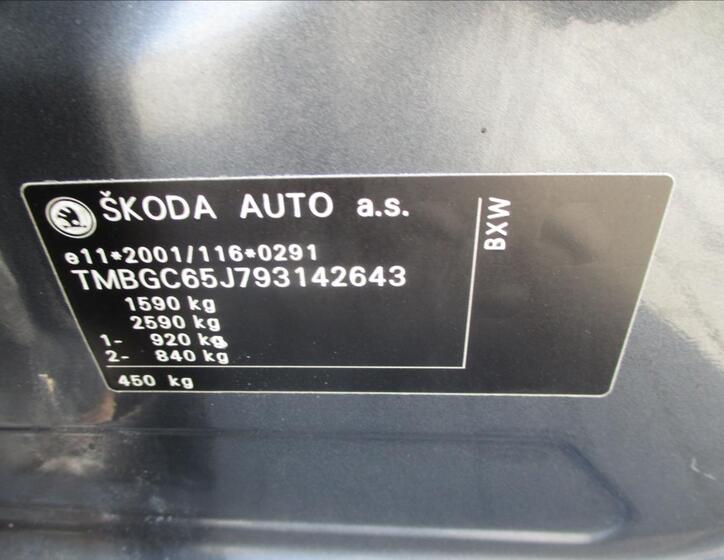 ŠKODA AUTO a.s.
e11*2001/116*0291
TMBGC65J793142643
1590 kg
2590 kg
1- 920 kg
2- 840 kg
450 kg
BXW